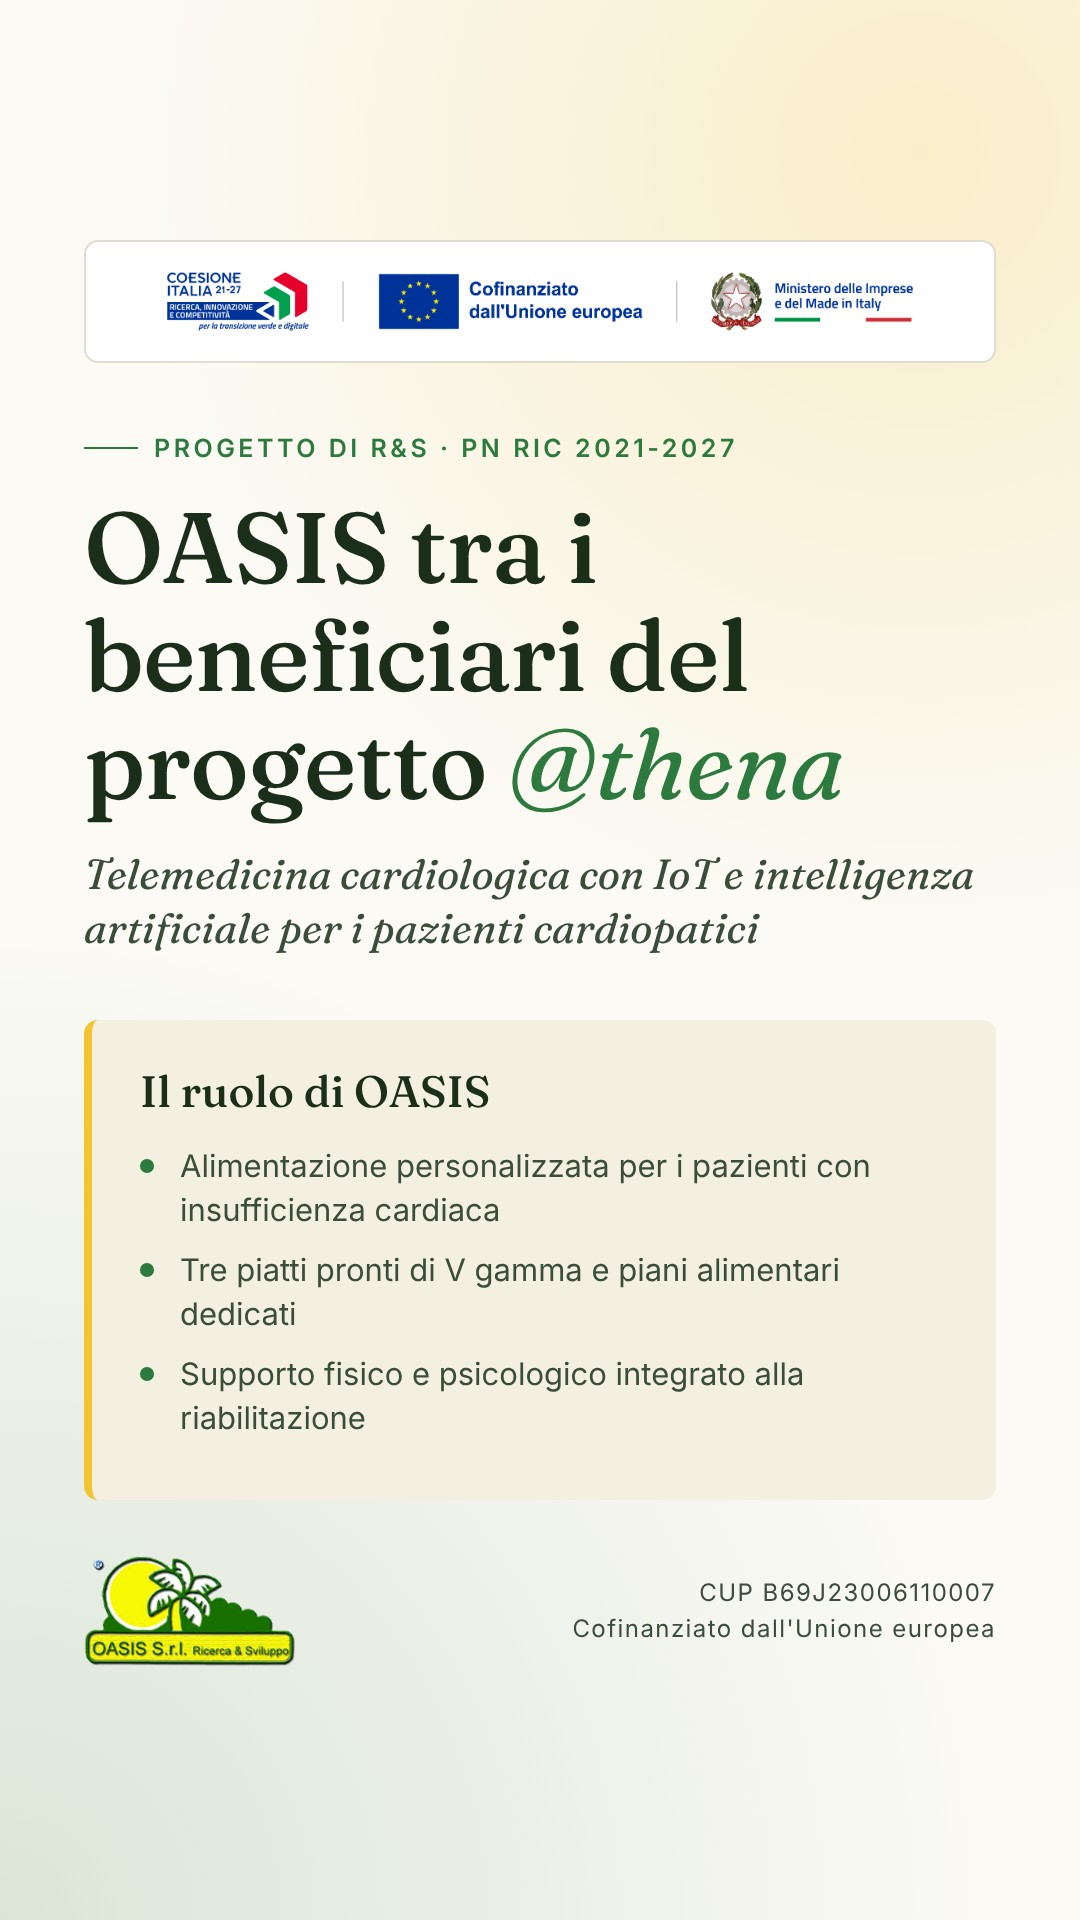 COESIONE
ITALIA 21-27
RICERCA, INNOVAZIONE
E COMPETITIVITÀ
per la transizione verde e digitale
Cofinanziato
dall'Unione europea
Ministero delle Imprese
e del Made in Italy
PROGETTO DI R&S · PN RIC 2021-2027
OASIS tra i
beneficiari del
progetto @thena
Telemedicina cardiologica con IoT e intelligenza
artificiale per i pazienti cardiopatici
Il ruolo di OASIS
Alimentazione personalizzata per i pazienti con
insufficienza cardiaca
Tre piatti pronti di V gamma e piani alimentari
dedicati
Supporto fisico e psicologico integrato alla
riabilitazione
®
OASIS S.r.l. Ricerca & Sviluppo
CUP B69J23006110007
Cofinanziato dall'Unione europea